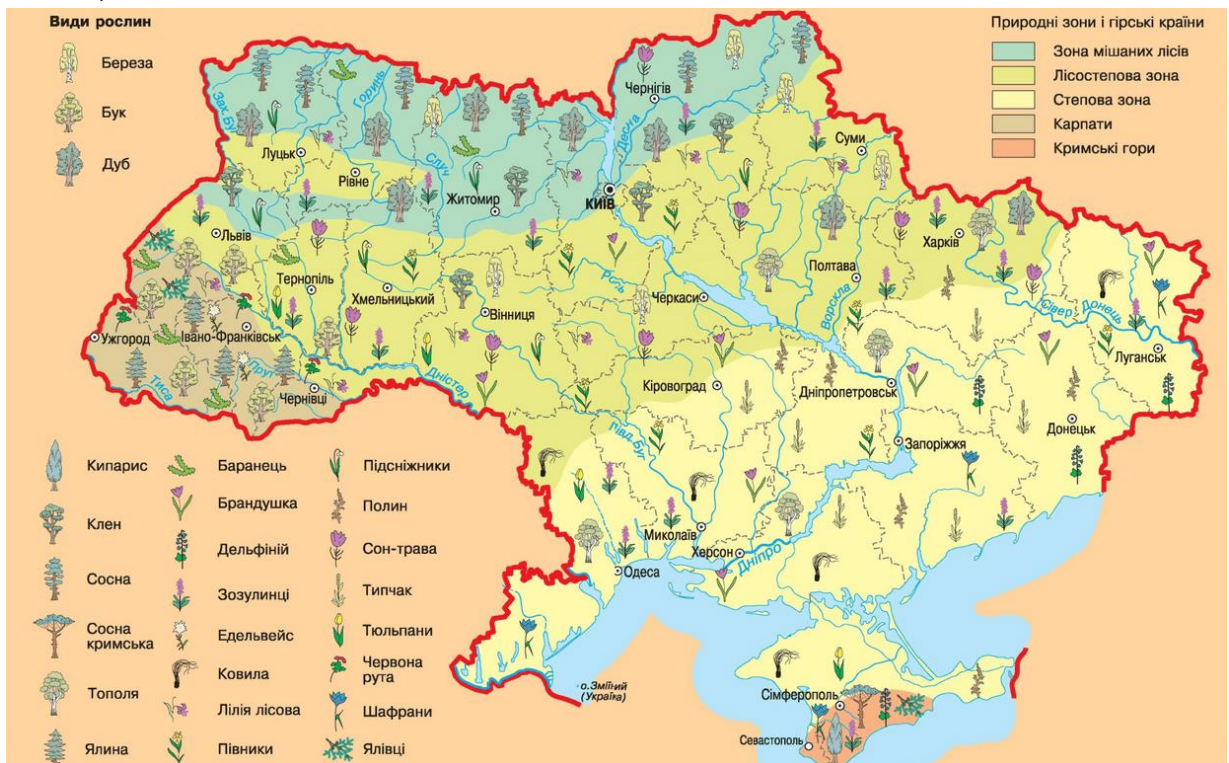 Види рослин
Береза
Бук
Дуб
Природні зони і гірські країни
Зона мішаних лісів
Лісостепова зона
Степова зона
Карпати
Кримські гори
Зах.Буг
Горинь
Случ
Десна
Чернігів
Луцьк
Рівне
Житомир
КИЇВ
Суми
Львів
Тернопіль
Хмельницький
Вінниця
Рось
Черкаси
Полтава
Ворскла
Харків
Сівер. Донець
Луганськ
Ужгород
Івано-Франківськ
Тиса
Прут
Чернівці
Дністер
Кіровоград
Дніпропетровськ
Півд.Буг
Запоріжжя
Донецьк
Миколаїв
Херсон
Дніпро
Одеса
о.Зміїний
(Україна)
Сімферополь
Севастополь
Кипарис
Клен
Сосна
Сосна
кримська
Тополя
Ялина
Баранець
Брандушка
Дельфіній
Зозулинці
Едельвейс
Ковила
Лілія лісова
Півники
Підсніжники
Полин
Сон-трава
Типчак
Тюльпани
Червона
рута
Шафрани
Ялівці